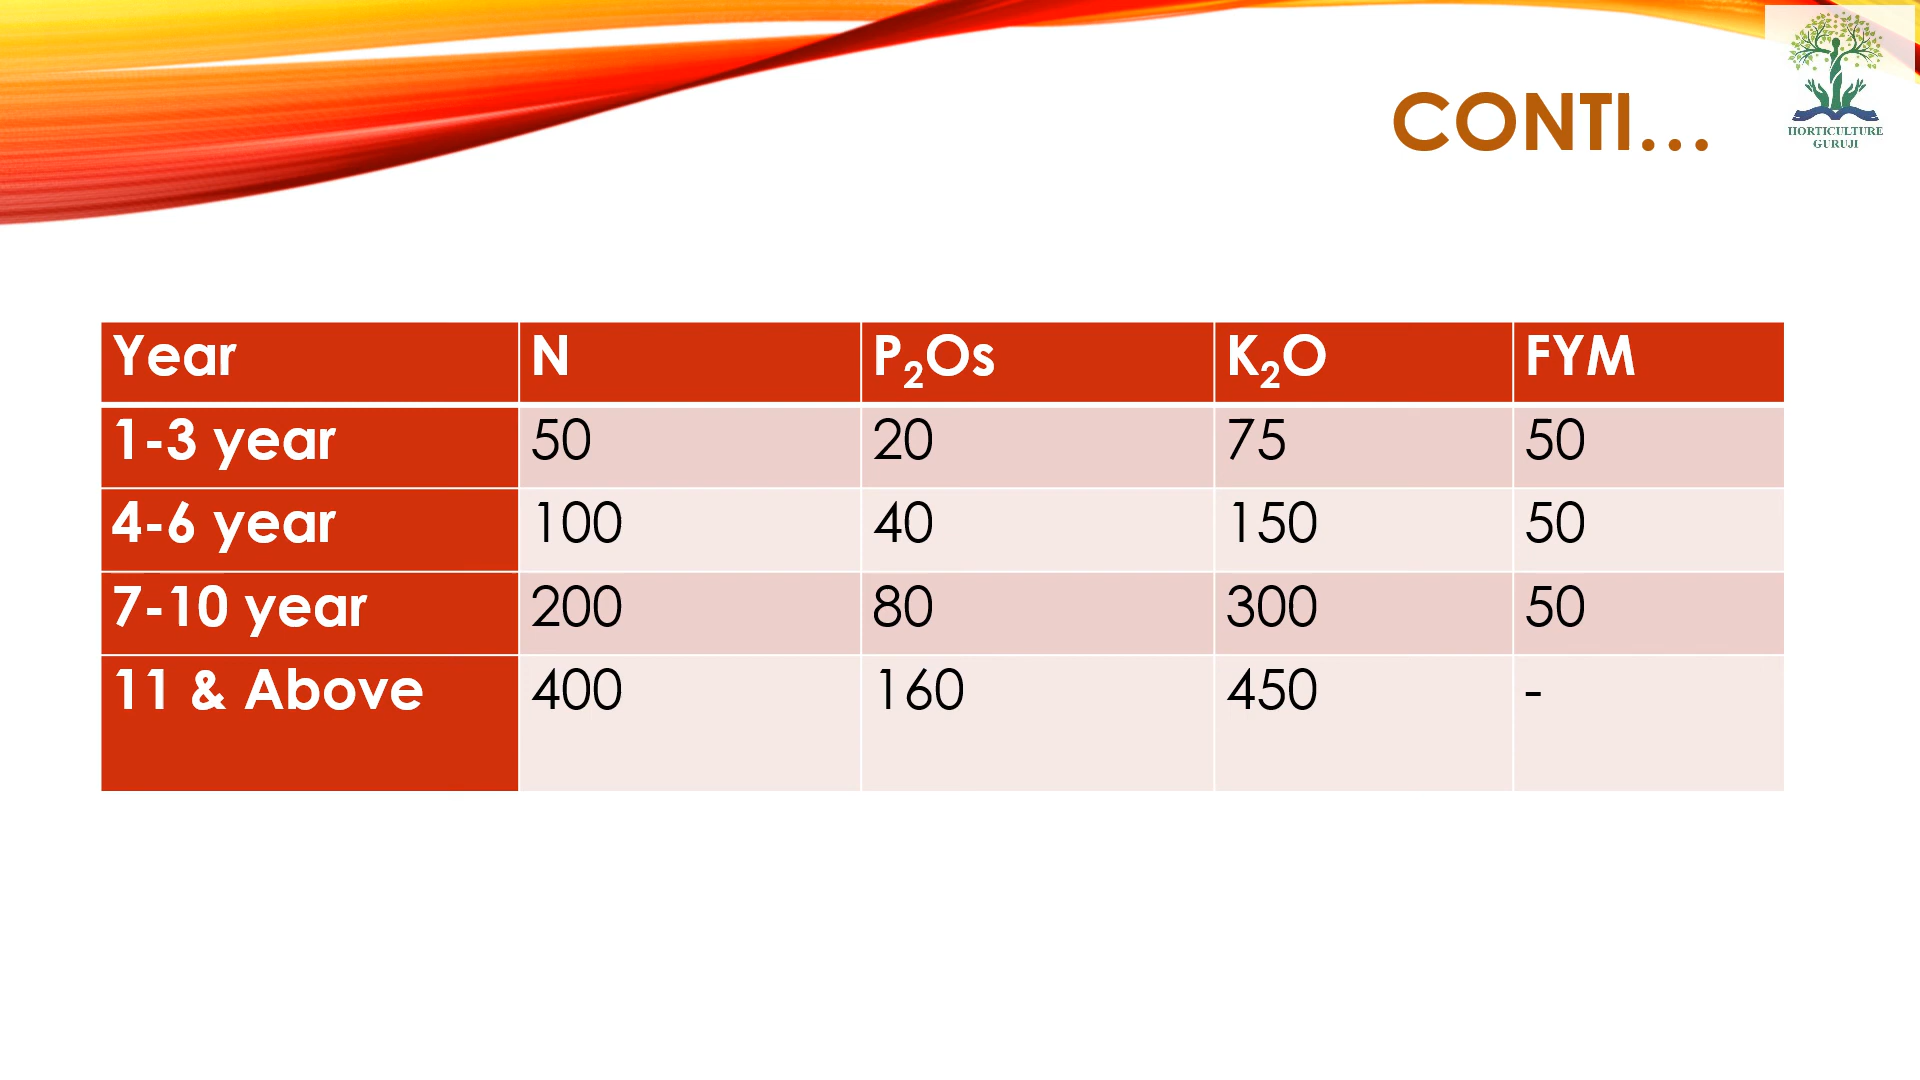 CONTI...
HORTICULTURE
GURUJI
Year N P₂Os K₂O FYM
1-3 year 50 20 75 50
4-6 year 100 40 150 50
7-10 year 200 80 300 50
11 & Above 400 160 450 -